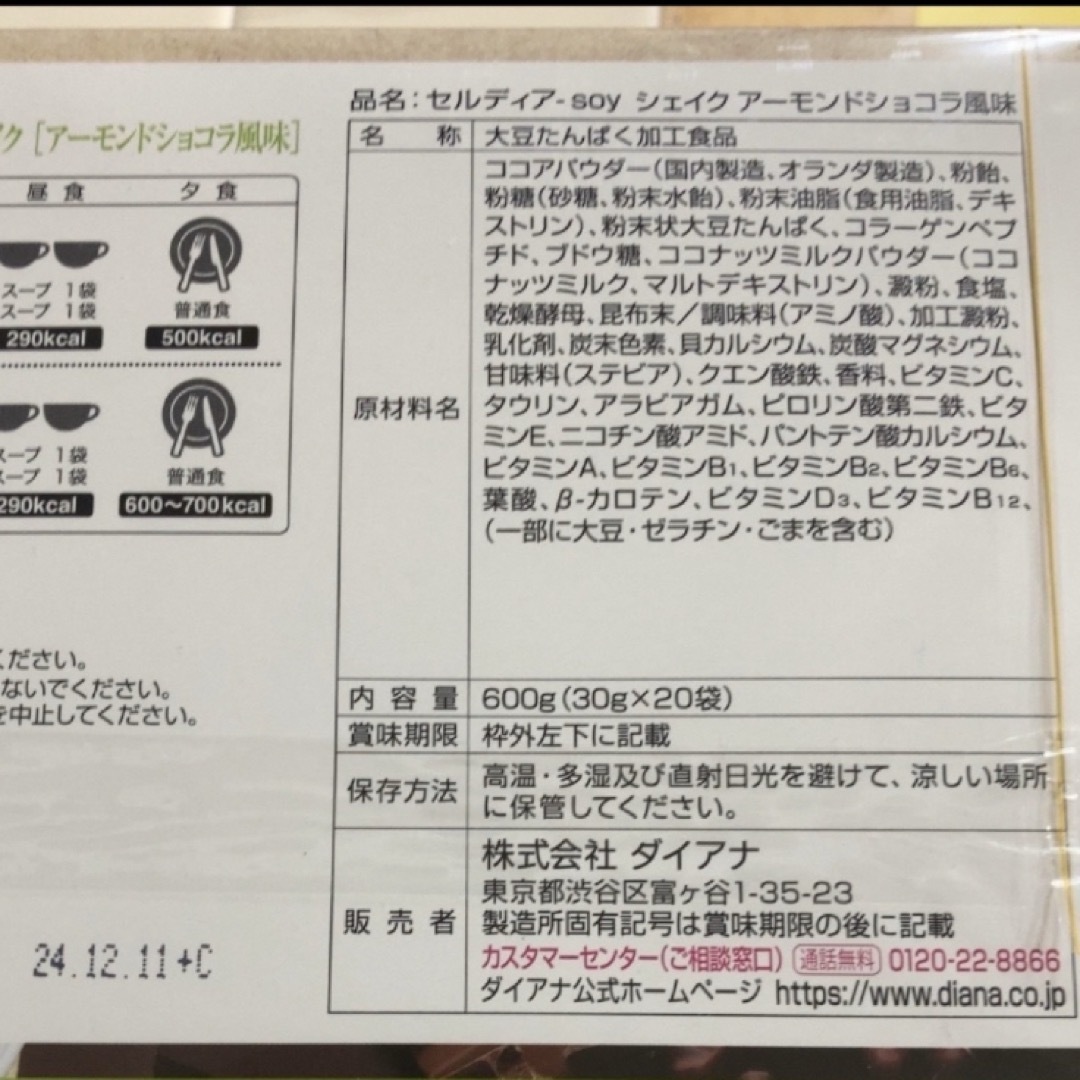 品名：セルディア-soy シェイク アーモンドショコラ風味
名 称 大豆たんぱく加工食品
原材料名
ココアパウダー（国内製造、オランダ製造）、粉飴、
粉糖（砂糖、粉末水飴）、粉末油脂（食用油脂、デキ
ストリン）、粉末状大豆たんぱく、コラーゲンペプ
チド、ブドウ糖、ココナッツミルクパウダー（ココ
ナッツミルク、マルトデキストリン）、澱粉、食塩、
乾燥酵母、昆布末／調味料（アミノ酸）、加工澱粉、
乳化剤、炭末色素、貝カルシウム、炭酸マグネシウム、
甘味料（ステビア）、クエン酸鉄、香料、ビタミンC、
タウリン、アラビアガム、ピロリン酸第二鉄、ビタ
ミンE、ニコチン酸アミド、パントテン酸カルシウム、
ビタミンA、ビタミンB1、ビタミンB2、ビタミンB6、
葉酸、β-カロテン、ビタミンD3、ビタミンB12、
（一部に大豆・ゼラチン・ごまを含む）
内容量 600g（30g×20袋）
賞味期限 枠外左下に記載
保存方法 高温・多湿及び直射日光を避けて、涼しい場所
に保管してください。
販売者
株式会社 ダイアナ
東京都渋谷区富ヶ谷1-35-23
製造所固有記号は賞味期限の後に記載
カスタマーセンター（ご相談窓口） 通話無料 0120-22-8866
ダイアナ公式ホームページ https://www.diana.co.jp
ク［アーモンドショコラ風味］
昼食 夕食
スープ 1袋
スープ 1袋
普通食
290kcal 500kcal
スープ 1袋
スープ 1袋
普通食
290kcal 600〜700kcal
ください。
ないでください。
を中止してください。
24.12.11+C